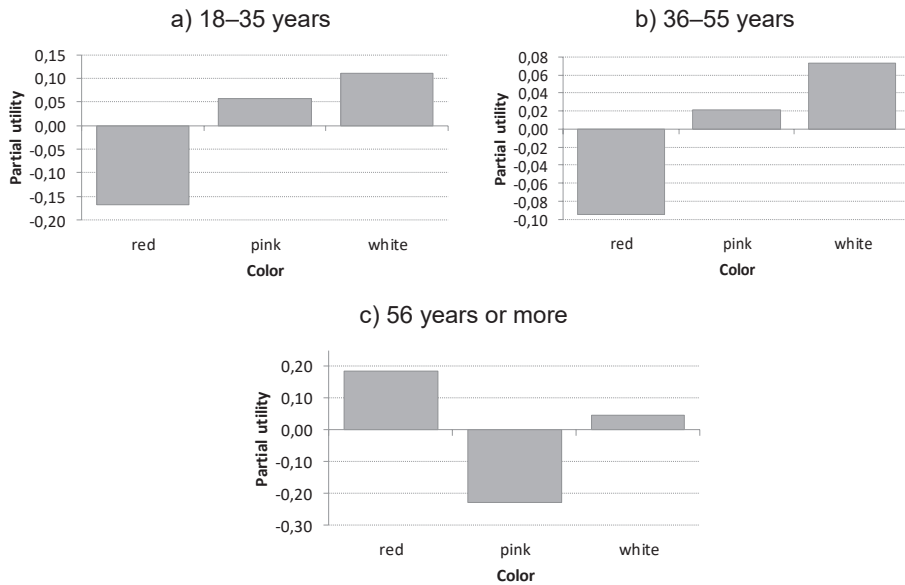 a) 18–35 years
Partial utility
0,15
0,10
0,05
0,00
-0,05
-0,10
-0,15
-0,20
red pink white
Color
b) 36–55 years
Partial utility
0,08
0,06
0,04
0,02
0,00
-0,02
-0,04
-0,06
-0,08
-0,10
red pink white
Color
c) 56 years or more
Partial utility
0,20
0,10
0,00
-0,10
-0,20
-0,30
red pink white
Color